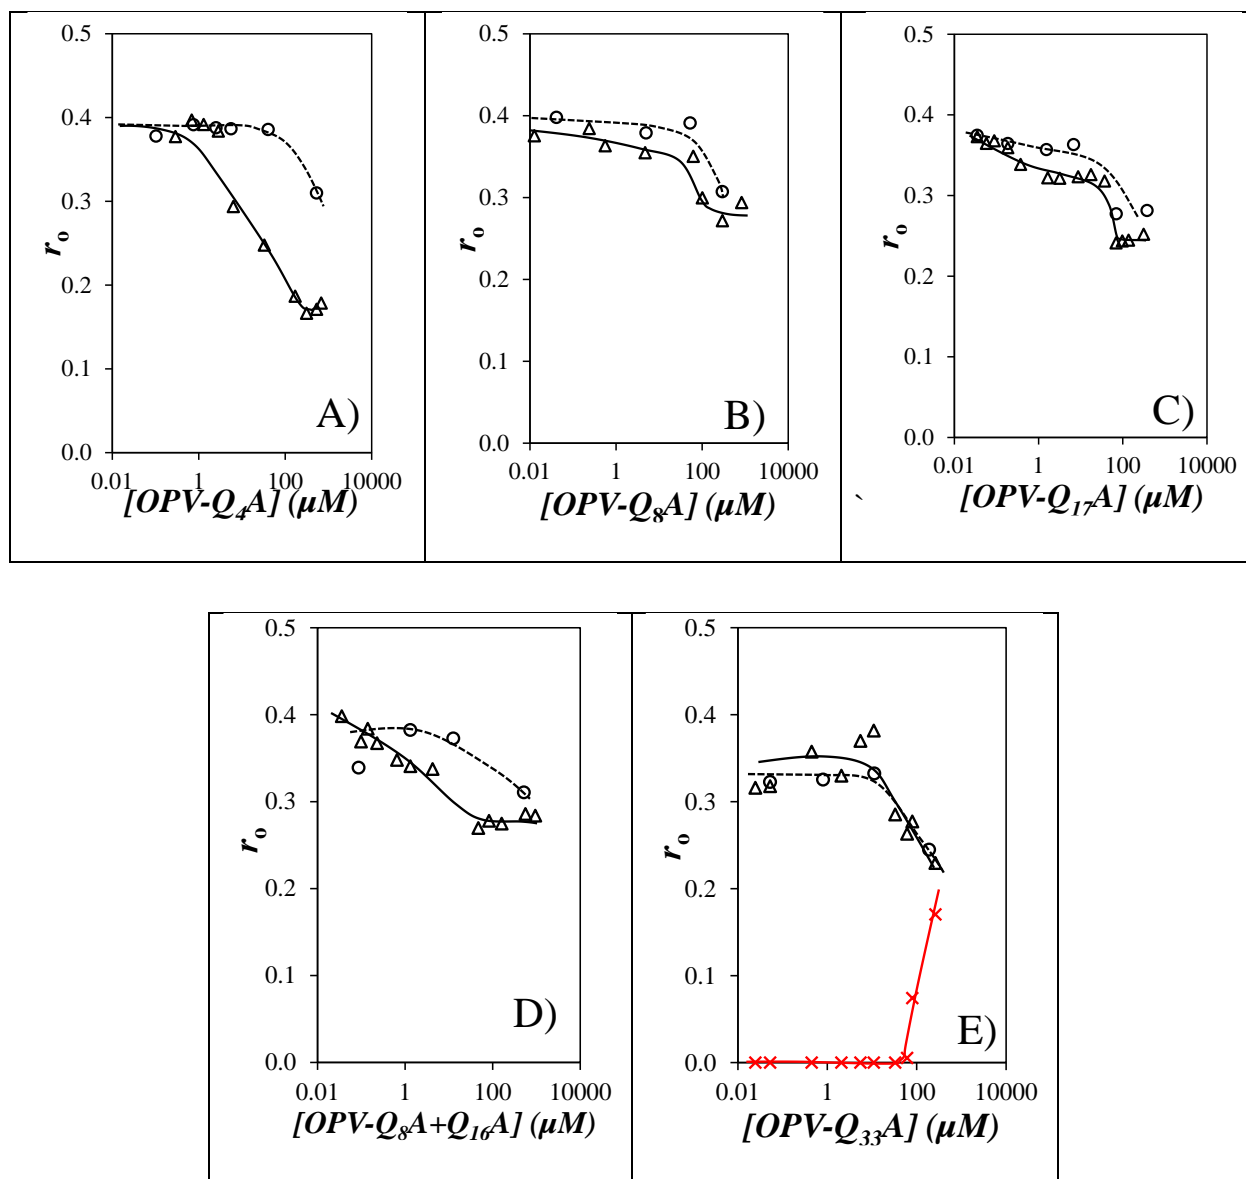 0.5
0.4
0.3
0.2
0.1
0.0
r₀
A)
0.01 1 100 10000
[OPV-Q₄A] (μM)
0.5
0.4
0.3
0.2
0.1
0.0
r₀
B)
0.01 1 100 10000
[OPV-Q₈A] (μM)
0.5
0.4
0.3
0.2
0.1
0.0
r₀
C)
0.01 1 100 10000
` [OPV-Q₁₇A] (μM)
0.5
0.4
0.3
0.2
0.1
0.0
r₀
D)
0.01 1 100 10000
[OPV-Q₈A+Q₁₆A] (μM)
0.5
0.4
0.3
0.2
0.1
0.0
r₀
E)
0.01 1 100 10000
[OPV-Q₃₃A] (μM)